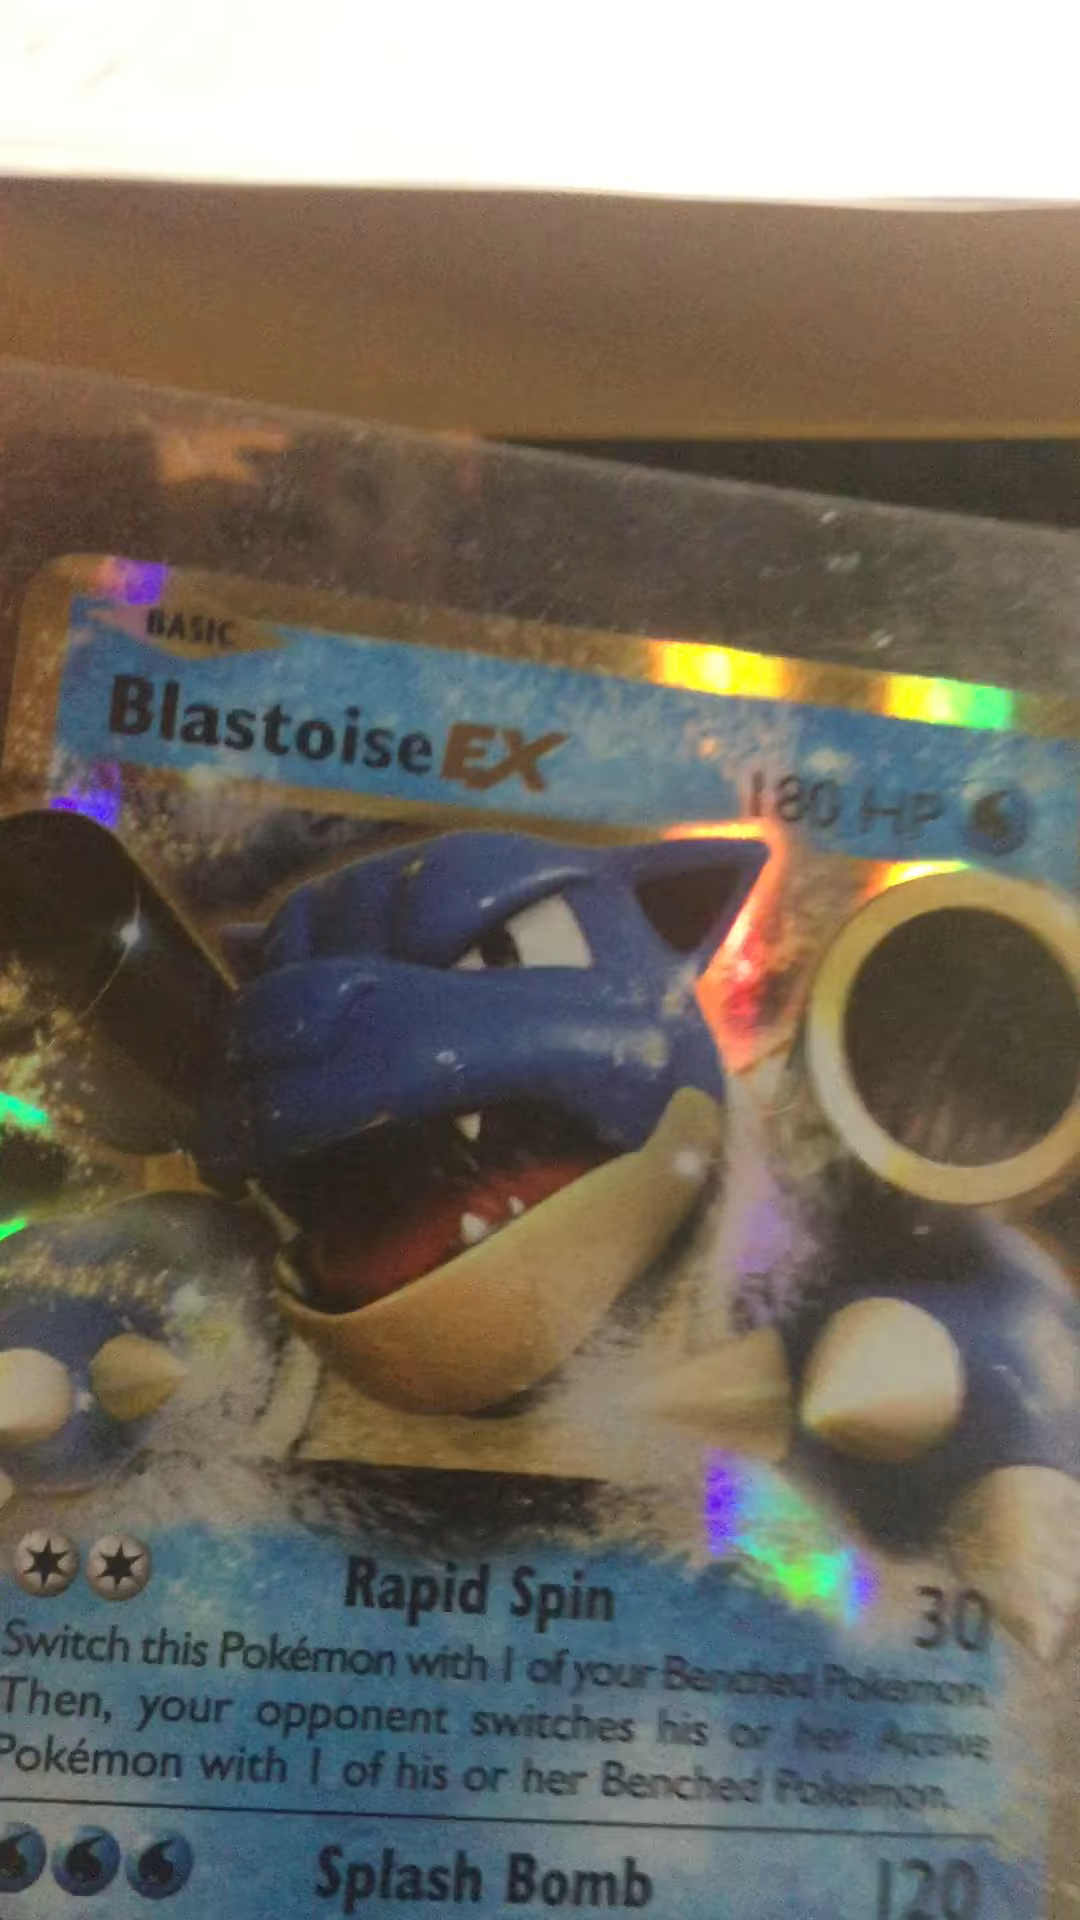 BASIC
Blastoise EX
180 HP
Rapid Spin 30
Switch this Pokémon with 1 of your Benched Pokémon.
Then, your opponent switches his or her Active
Pokémon with 1 of his or her Benched Pokémon.
Splash Bomb 120